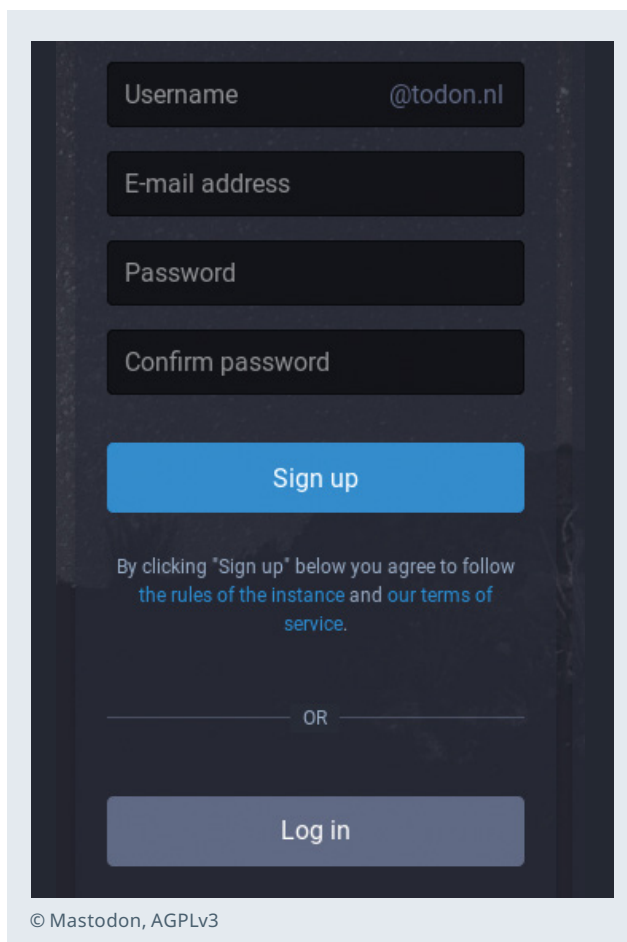 Username @todon.nl
E-mail address
Password
Confirm password
Sign up
By clicking "Sign up" below you agree to follow
the rules of the instance and our terms of
service.
OR
Log in
© Mastodon, AGPLv3